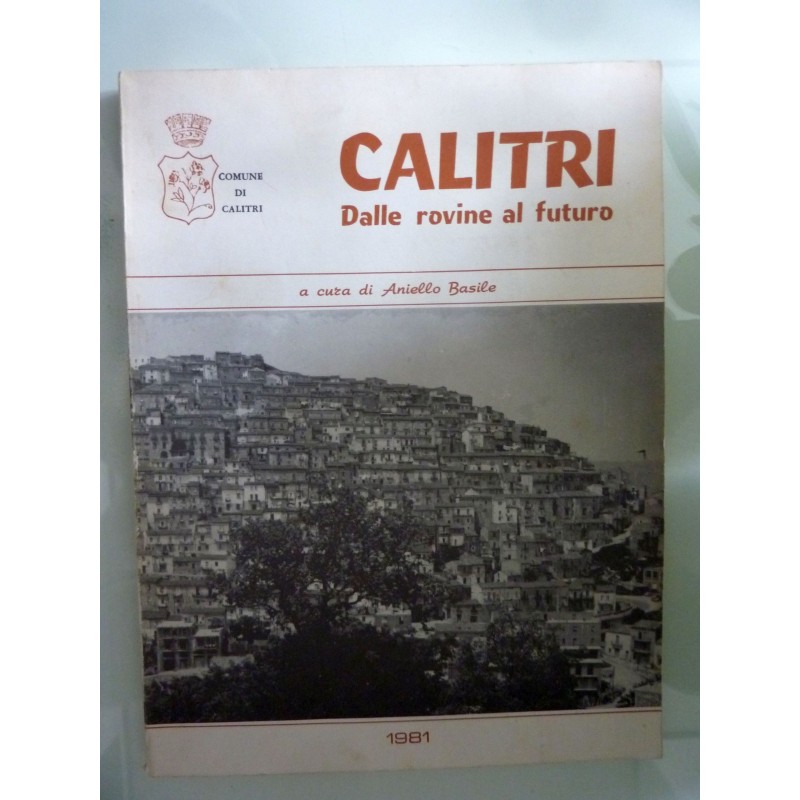 COMUNE
DI
CALITRI
CALITRI
Dalle rovine al futuro
a cura di Aniello Basile
1981